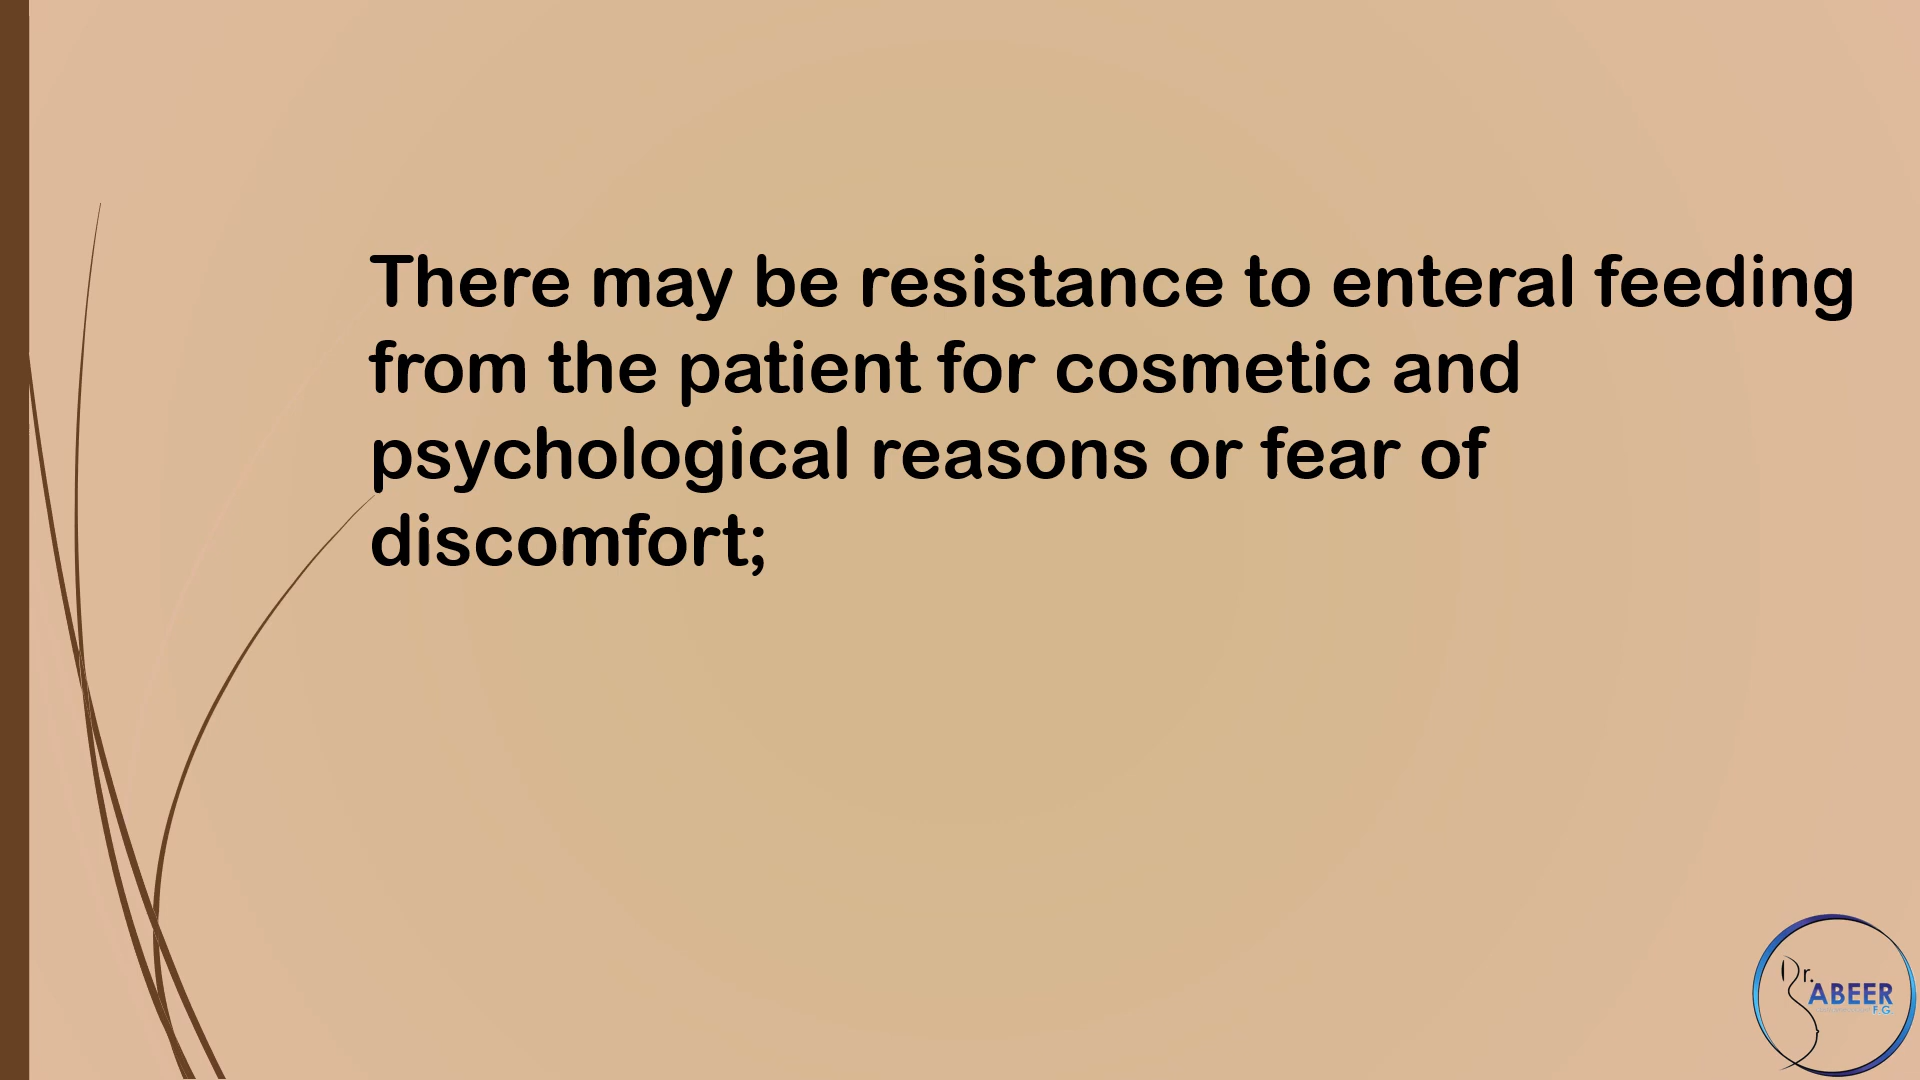 There may be resistance to enteral feeding
from the patient for cosmetic and
psychological reasons or fear of
discomfort;
Dr.
ABEER
F.G.